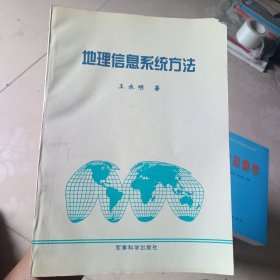 地理信息系统方法
王永明 著
军事科学出版社